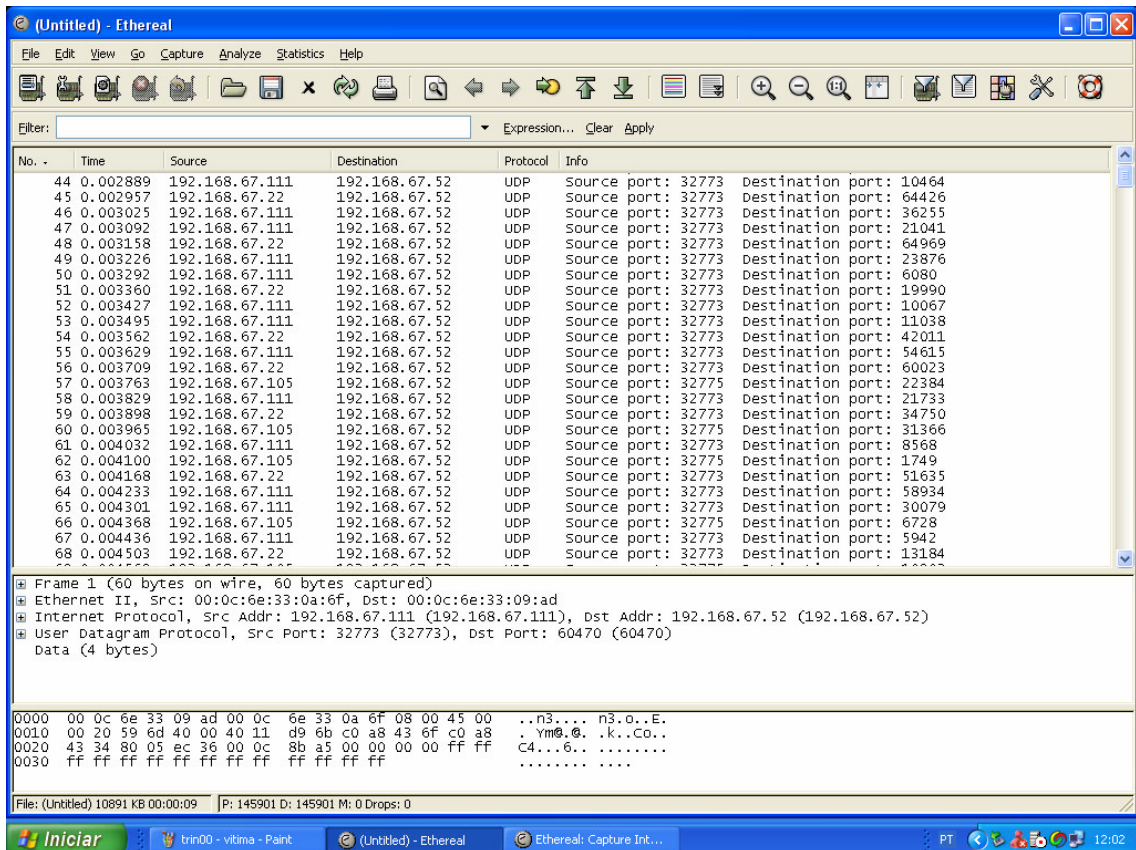 (Untitled) - Ethereal
File Edit View Go Capture Analyze Statistics Help
Filter: Expression... Clear Apply
No. Time Source Destination Protocol Info
44 0.002889 192.168.67.111 192.168.67.52 UDP Source port: 32773 Destination port: 10464
45 0.002957 192.168.67.22 192.168.67.52 UDP Source port: 32773 Destination port: 64426
46 0.003025 192.168.67.111 192.168.67.52 UDP Source port: 32773 Destination port: 36255
47 0.003092 192.168.67.111 192.168.67.52 UDP Source port: 32773 Destination port: 21041
48 0.003158 192.168.67.22 192.168.67.52 UDP Source port: 32773 Destination port: 64969
49 0.003226 192.168.67.111 192.168.67.52 UDP Source port: 32773 Destination port: 23876
50 0.003292 192.168.67.111 192.168.67.52 UDP Source port: 32773 Destination port: 6080
51 0.003360 192.168.67.22 192.168.67.52 UDP Source port: 32773 Destination port: 19990
52 0.003427 192.168.67.111 192.168.67.52 UDP Source port: 32773 Destination port: 10067
53 0.003495 192.168.67.111 192.168.67.52 UDP Source port: 32773 Destination port: 11038
54 0.003562 192.168.67.22 192.168.67.52 UDP Source port: 32773 Destination port: 42011
55 0.003629 192.168.67.111 192.168.67.52 UDP Source port: 32773 Destination port: 54615
56 0.003709 192.168.67.22 192.168.67.52 UDP Source port: 32773 Destination port: 60023
57 0.003763 192.168.67.105 192.168.67.52 UDP Source port: 32775 Destination port: 22384
58 0.003829 192.168.67.111 192.168.67.52 UDP Source port: 32773 Destination port: 21733
59 0.003898 192.168.67.22 192.168.67.52 UDP Source port: 32773 Destination port: 34750
60 0.003965 192.168.67.105 192.168.67.52 UDP Source port: 32775 Destination port: 31366
61 0.004032 192.168.67.111 192.168.67.52 UDP Source port: 32773 Destination port: 8568
62 0.004100 192.168.67.105 192.168.67.52 UDP Source port: 32775 Destination port: 1749
63 0.004168 192.168.67.22 192.168.67.52 UDP Source port: 32773 Destination port: 51635
64 0.004233 192.168.67.111 192.168.67.52 UDP Source port: 32773 Destination port: 58934
65 0.004301 192.168.67.111 192.168.67.52 UDP Source port: 32773 Destination port: 30079
66 0.004368 192.168.67.105 192.168.67.52 UDP Source port: 32775 Destination port: 6728
67 0.004436 192.168.67.111 192.168.67.52 UDP Source port: 32773 Destination port: 5942
68 0.004503 192.168.67.22 192.168.67.52 UDP Source port: 32773 Destination port: 13184
Frame 1 (60 bytes on wire, 60 bytes captured)
Ethernet II, Src: 00:0c:6e:33:0a:6f, Dst: 00:0c:6e:33:09:ad
Internet Protocol, Src Addr: 192.168.67.111 (192.168.67.111), Dst Addr: 192.168.67.52 (192.168.67.52)
User Datagram Protocol, Src Port: 32773 (32773), Dst Port: 60470 (60470)
Data (4 bytes)
0000 00 0c 6e 33 09 ad 00 0c 6e 33 0a 6f 08 00 45 00 ..n3.... n3.o..E.
0010 00 20 59 6d 40 00 40 11 d9 6b c0 a8 43 6f c0 a8 . Ym@.@. .k..Co..
0020 43 34 80 05 ec 36 00 0c 8b a5 00 00 00 00 ff ff C4...6.. ........
0030 ff ff ff ff ff ff ff ff ff ff ff ff ........ ....
File: (Untitled) 10891 KB 00:00:09 P: 145901 D: 145901 M: 0 Drops: 0
Iniciar trin00 - vitima - Paint (Untitled) - Ethereal Ethereal: Capture Int... PT 12:02